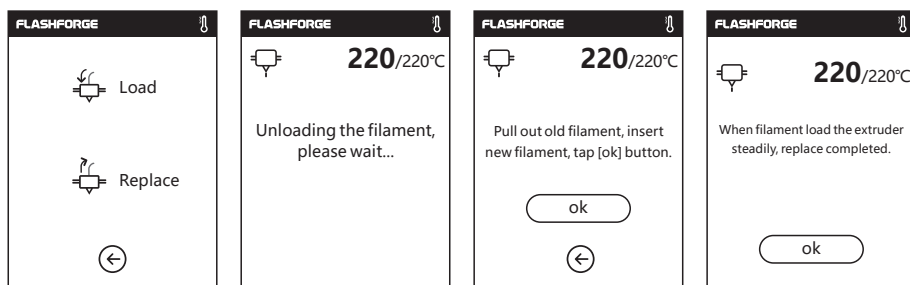 FLASHFORGE
Load
Replace
FLASHFORGE
220/220℃
Unloading the filament,
please wait...
FLASHFORGE
220/220℃
Pull out old filament, insert
new filament, tap [ok] button.
ok
FLASHFORGE
220/220℃
When filament load the extruder
steadily, replace completed.
ok